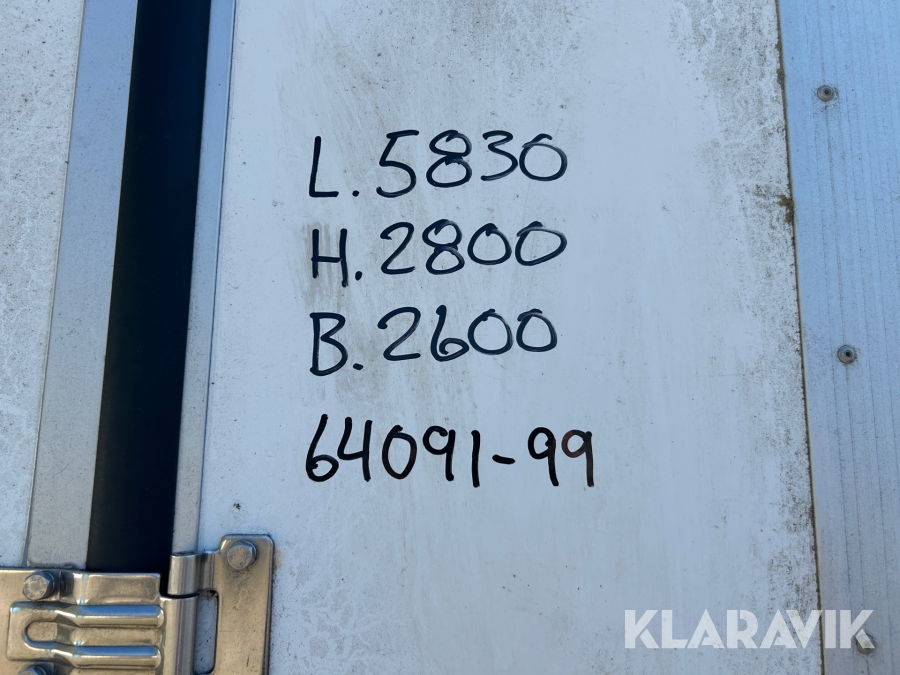 L. 5830
H. 2800
B. 2600
64091-99
KLARAVIK